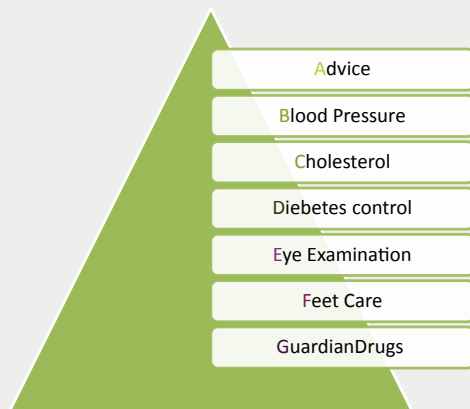 Advice
Blood Pressure
Cholesterol
Diebetes control
Eye Examination
Feet Care
GuardianDrugs